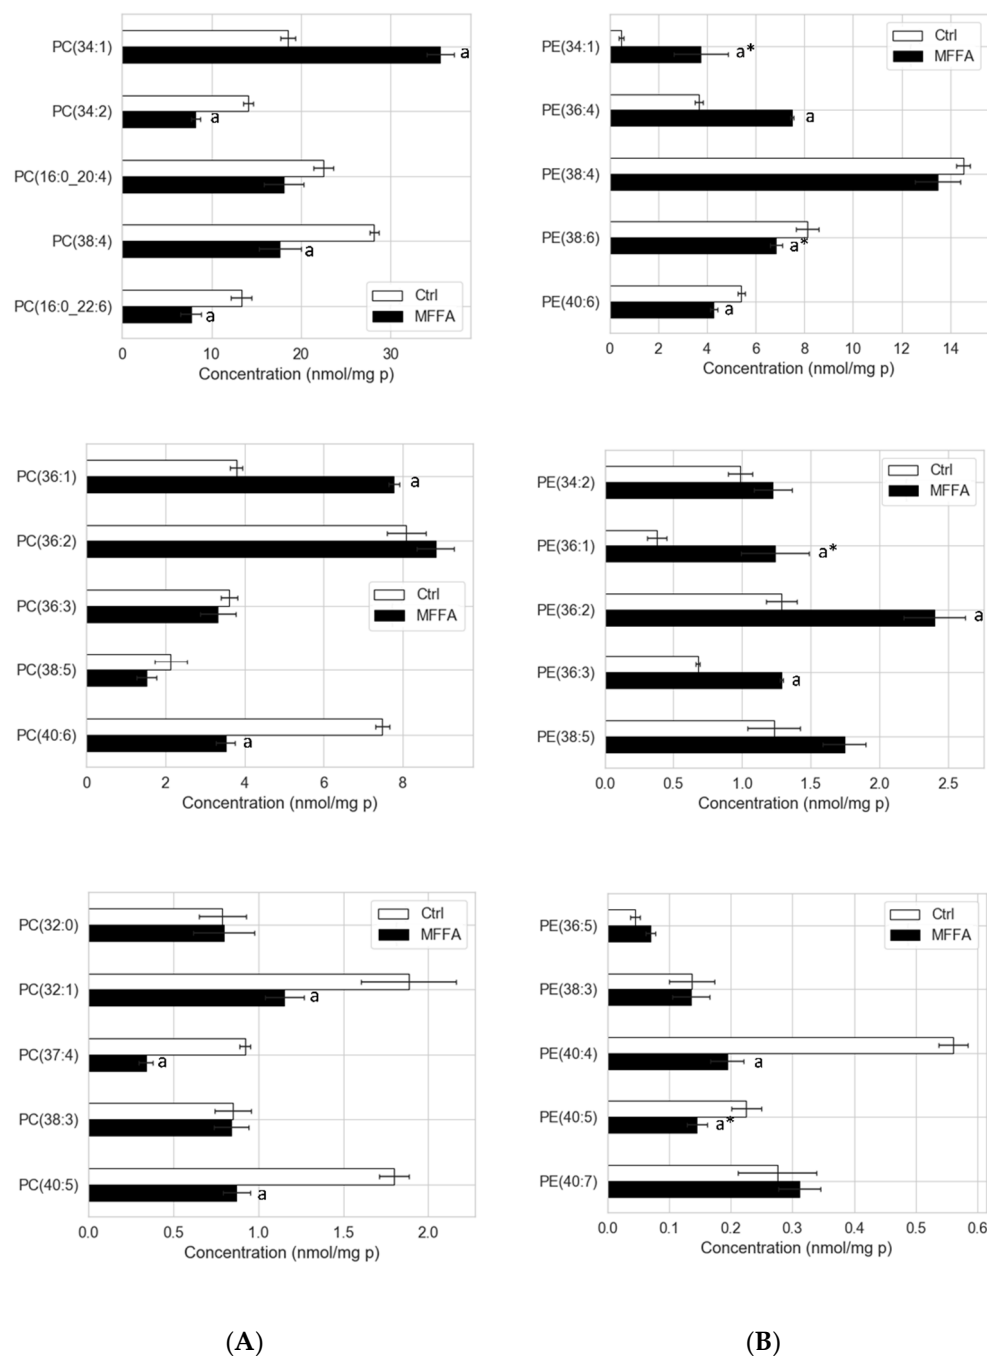 PC(34:1)
a
PC(34:2)
a
PC(16:0_20:4)
PC(38:4)
a
PC(16:0_22:6)
a
Ctrl
MFFA
0 10 20 30
Concentration (nmol/mg p)
PE(34:1)
a*
PE(36:4)
a
PE(38:4)
PE(38:6)
a*
PE(40:6)
a
Ctrl
MFFA
0 2 4 6 8 10 12 14
Concentration (nmol/mg p)
PC(36:1)
a
PC(36:2)
PC(36:3)
PC(38:5)
PC(40:6)
a
Ctrl
MFFA
0 2 4 6 8
Concentration (nmol/mg p)
PE(34:2)
PE(36:1)
a*
PE(36:2)
a
PE(36:3)
a
PE(38:5)
Ctrl
MFFA
0.0 0.5 1.0 1.5 2.0 2.5
Concentration (nmol/mg p)
PC(32:0)
PC(32:1)
a
PC(37:4)
a
PC(38:3)
PC(40:5)
a
Ctrl
MFFA
0.0 0.5 1.0 1.5 2.0
Concentration (nmol/mg p)
PE(36:5)
PE(38:3)
PE(40:4)
a
PE(40:5)
a*
PE(40:7)
Ctrl
MFFA
0.0 0.1 0.2 0.3 0.4 0.5 0.6
Concentration (nmol/mg p)
(A) (B)